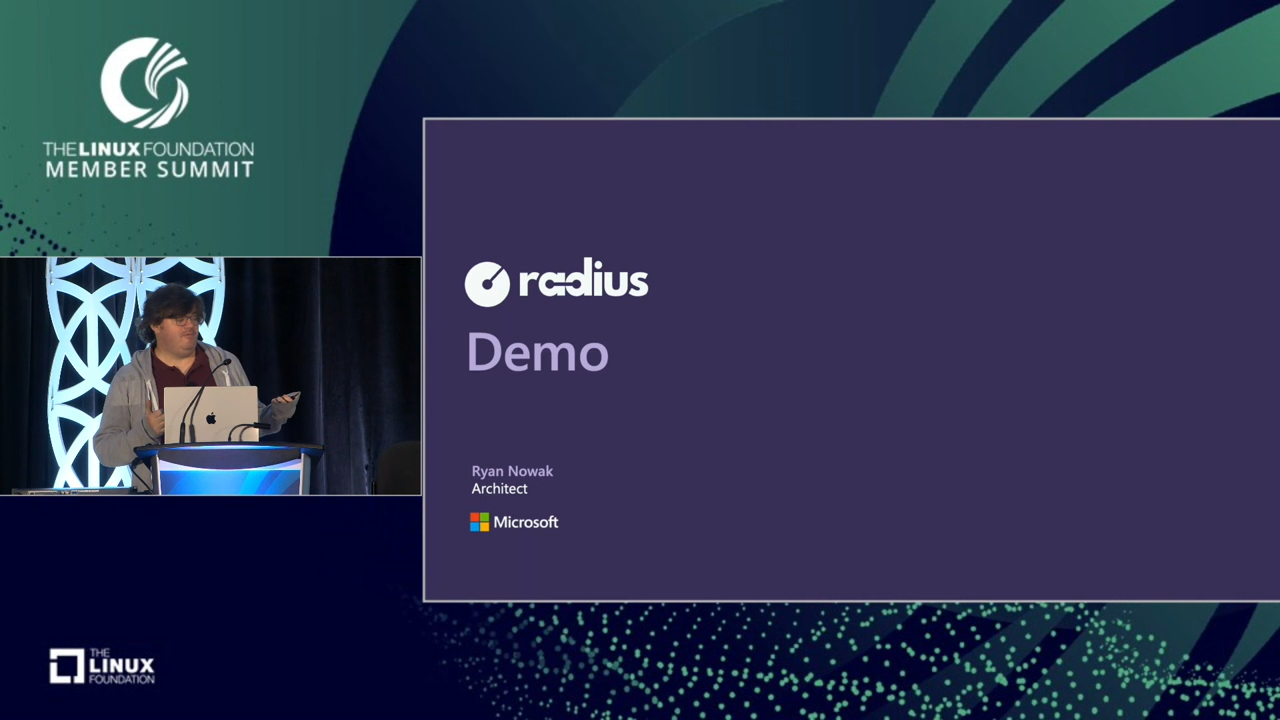 THE LINUX FOUNDATION
MEMBER SUMMIT
radius
Demo
Ryan Nowak
Architect
Microsoft
THE
LINUX
FOUNDATION